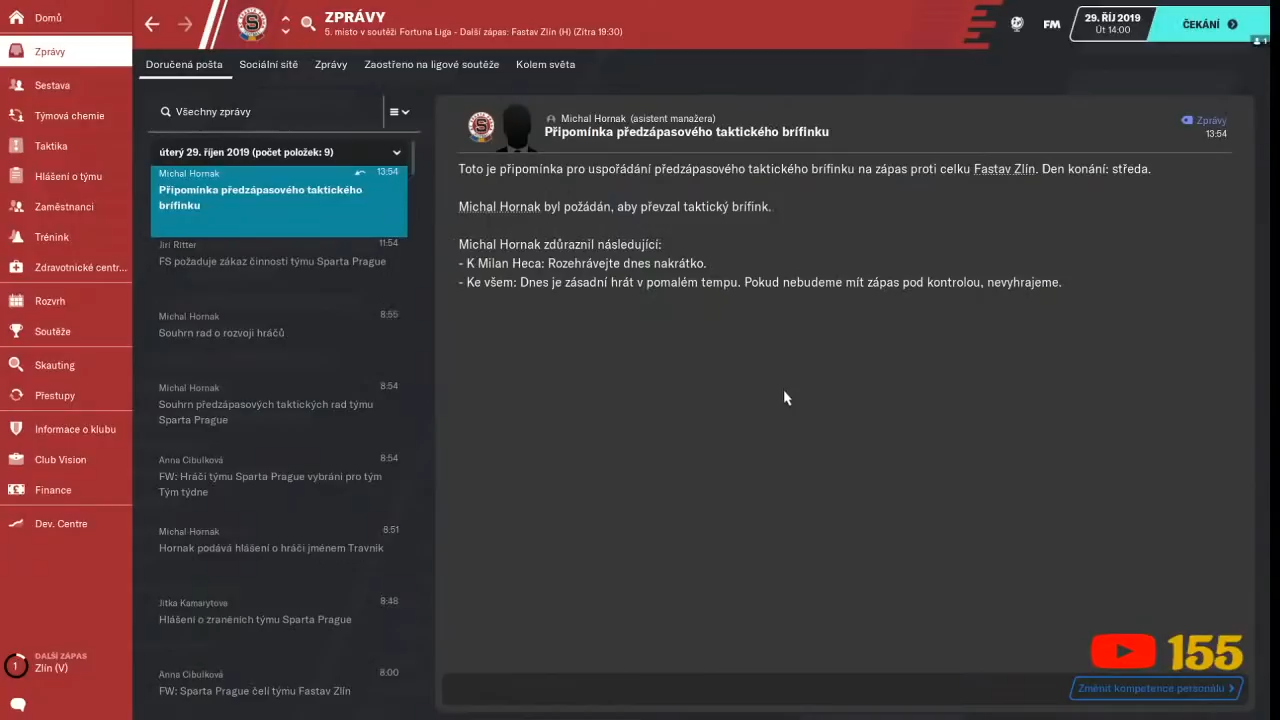 Domů
Zprávy
Sestava
Týmová chemie
Taktika
Hlášení o týmu
Zaměstnanci
Trénink
Zdravotnické centr...
Rozvrh
Soutěže
Skauting
Přestupy
Informace o klubu
Club Vision
Finance
Dev. Centre
1
DALŠÍ ZÁPAS
Zlín (V)
ZPRÁVY
5. místo v soutěži Fortuna Liga - Další zápas: Fastav Zlín (H) (Zítra 19:30)
FM
29. ŘÍJ 2019
Út 14:00
ČEKÁNÍ
1
Doručená pošta
Sociální sítě
Zprávy
Zaostřeno na ligové soutěže
Kolem světa
Všechny zprávy
úterý 29. říjen 2019 (počet položek: 9)
Michal Hornak 13:54
Připomínka předzápasového taktického
brífinku
Jiri Ritter 11:54
FS požaduje zákaz činnosti týmu Sparta Prague
Michal Hornak 8:55
Souhrn rad o rozvoji hráčů
Michal Hornak 8:54
Souhrn předzápasových taktických rad týmu
Sparta Prague
Anna Cibulková 8:54
FW: Hráči týmu Sparta Prague vybráni pro tým
Tým týdne
Michal Hornak 8:51
Hornak podává hlášení o hráči jménem Travnik
Jitka Kamarytova 8:48
Hlášení o zraněních týmu Sparta Prague
Anna Cibulková 8:00
FW: Sparta Prague čelí týmu Fastav Zlín
Michal Hornak (asistent manažera)
Připomínka předzápasového taktického brífinku
Zprávy
13:54
Toto je připomínka pro uspořádání předzápasového taktického brífinku na zápas proti celku Fastav Zlín. Den konání: středa.
Michal Hornak byl požádán, aby převzal taktický brífink.
Michal Hornak zdůraznil následující:
- K Milan Heca: Rozehrávejte dnes nakrátko.
- Ke všem: Dnes je zásadní hrát v pomalém tempu. Pokud nebudeme mít zápas pod kontrolou, nevyhrajeme.
155
Změnit kompetence personálu